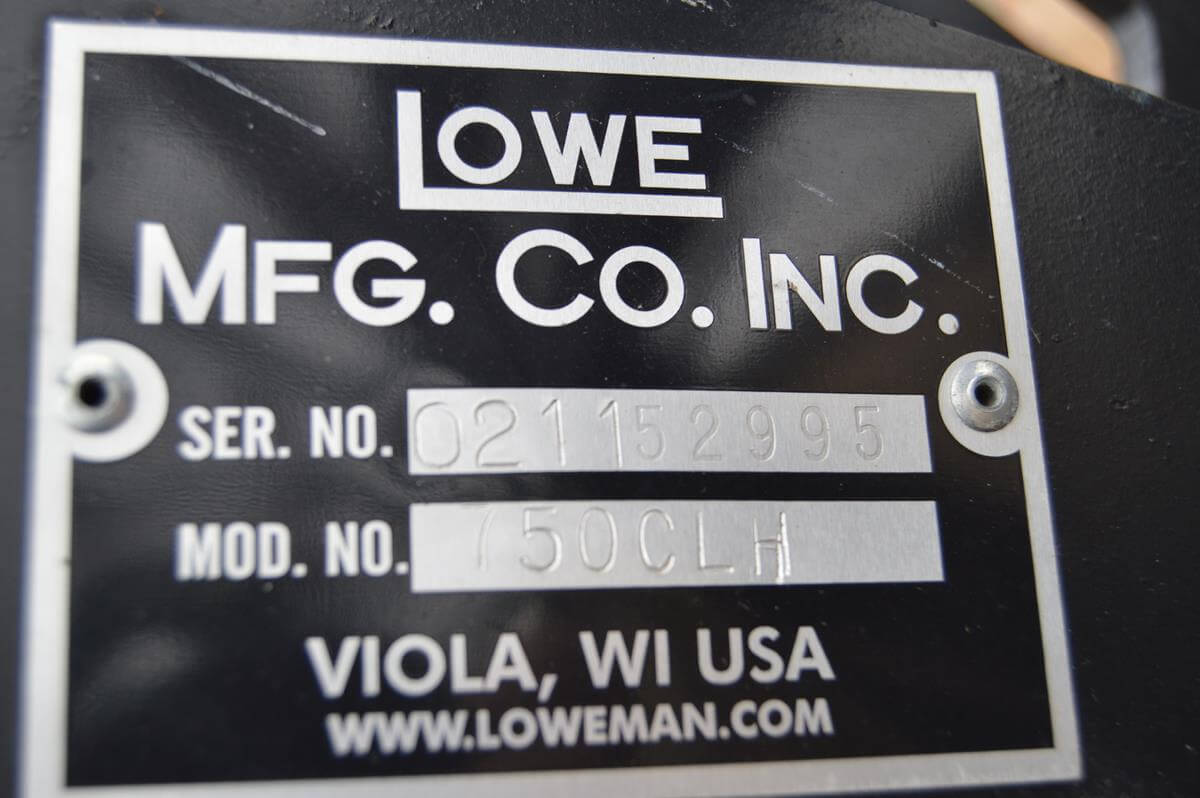 LOWE
MFG. CO. INC.
SER. NO. 021152995
MOD. NO. 750CLH
VIOLA, WI USA
WWW.LOWEMAN.COM